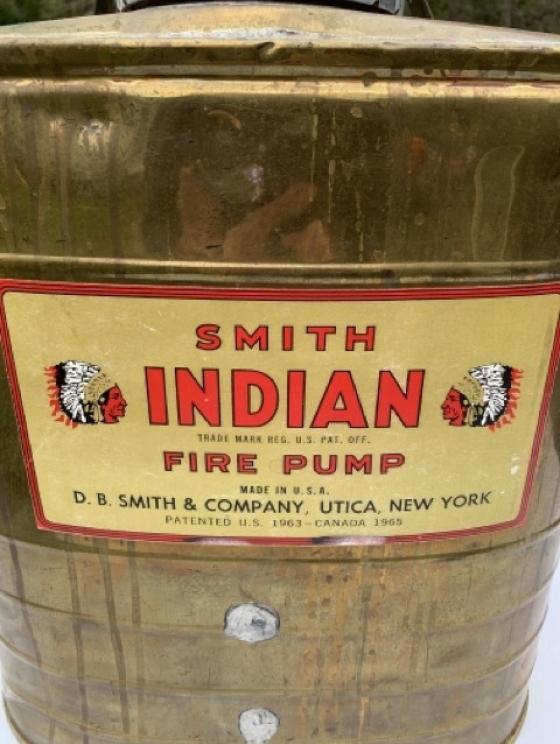 SMITH
INDIAN
TRADE MARK REG. U.S. PAT. OFF.
FIRE PUMP
MADE IN U.S.A.
D. B. SMITH & COMPANY, UTICA, NEW YORK
PATENTED U.S. 1963–CANADA 1965